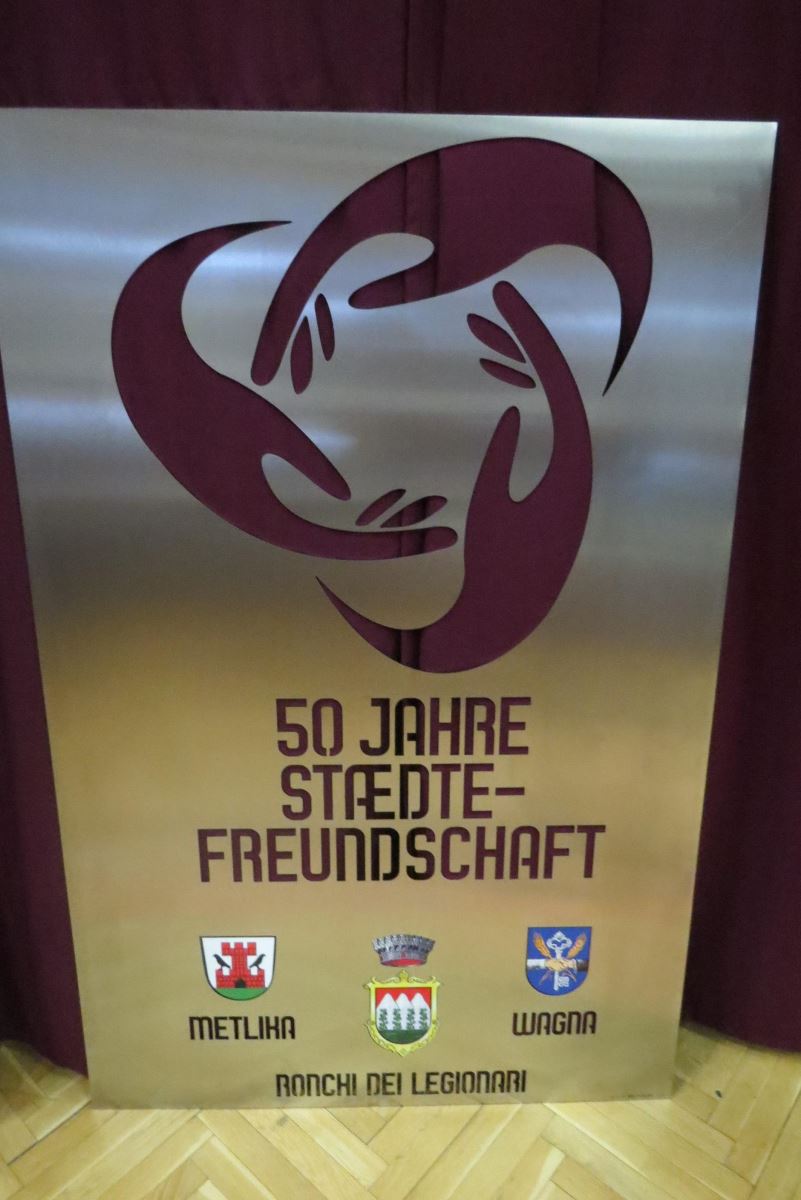 50 JAHRE
STÆDTE-
FREUNDSCHAFT
METLIKA
WAGNA
RONCHI DEI LEGIONARI